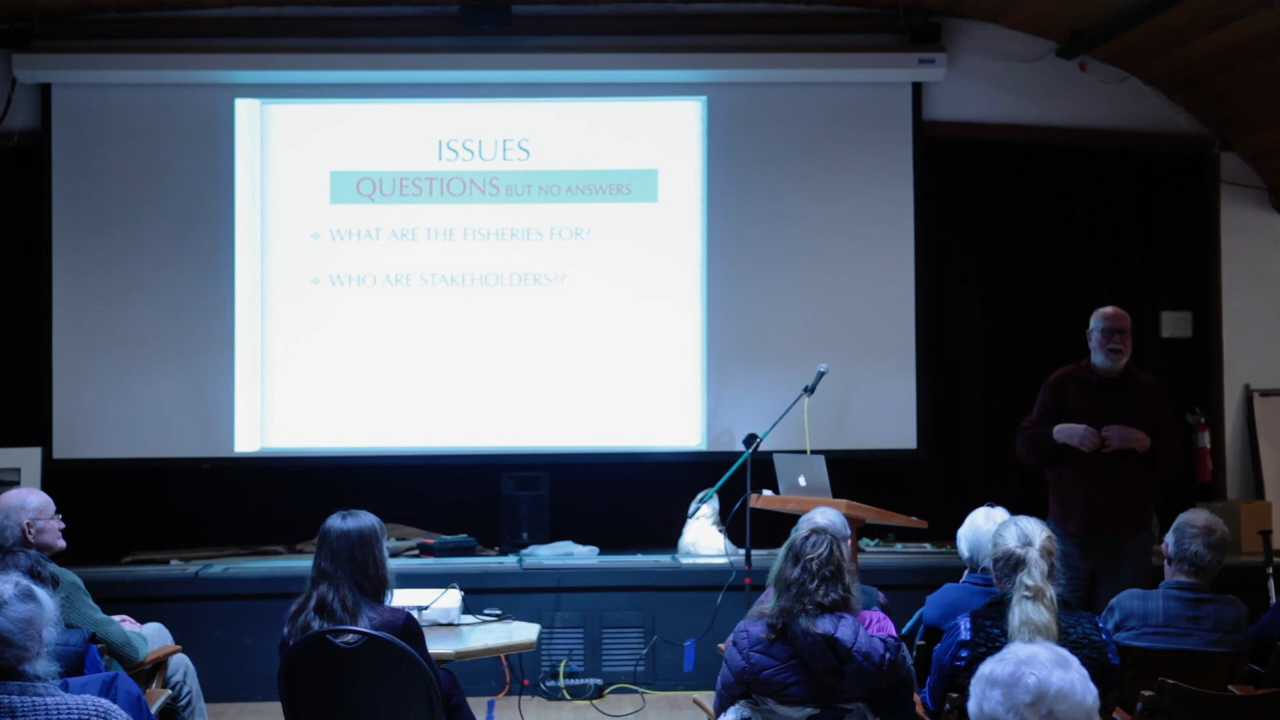 ISSUES
QUESTIONS BUT NO ANSWERS
WHAT ARE THE FISHERIES FOR?
WHO ARE STAKEHOLDERS??